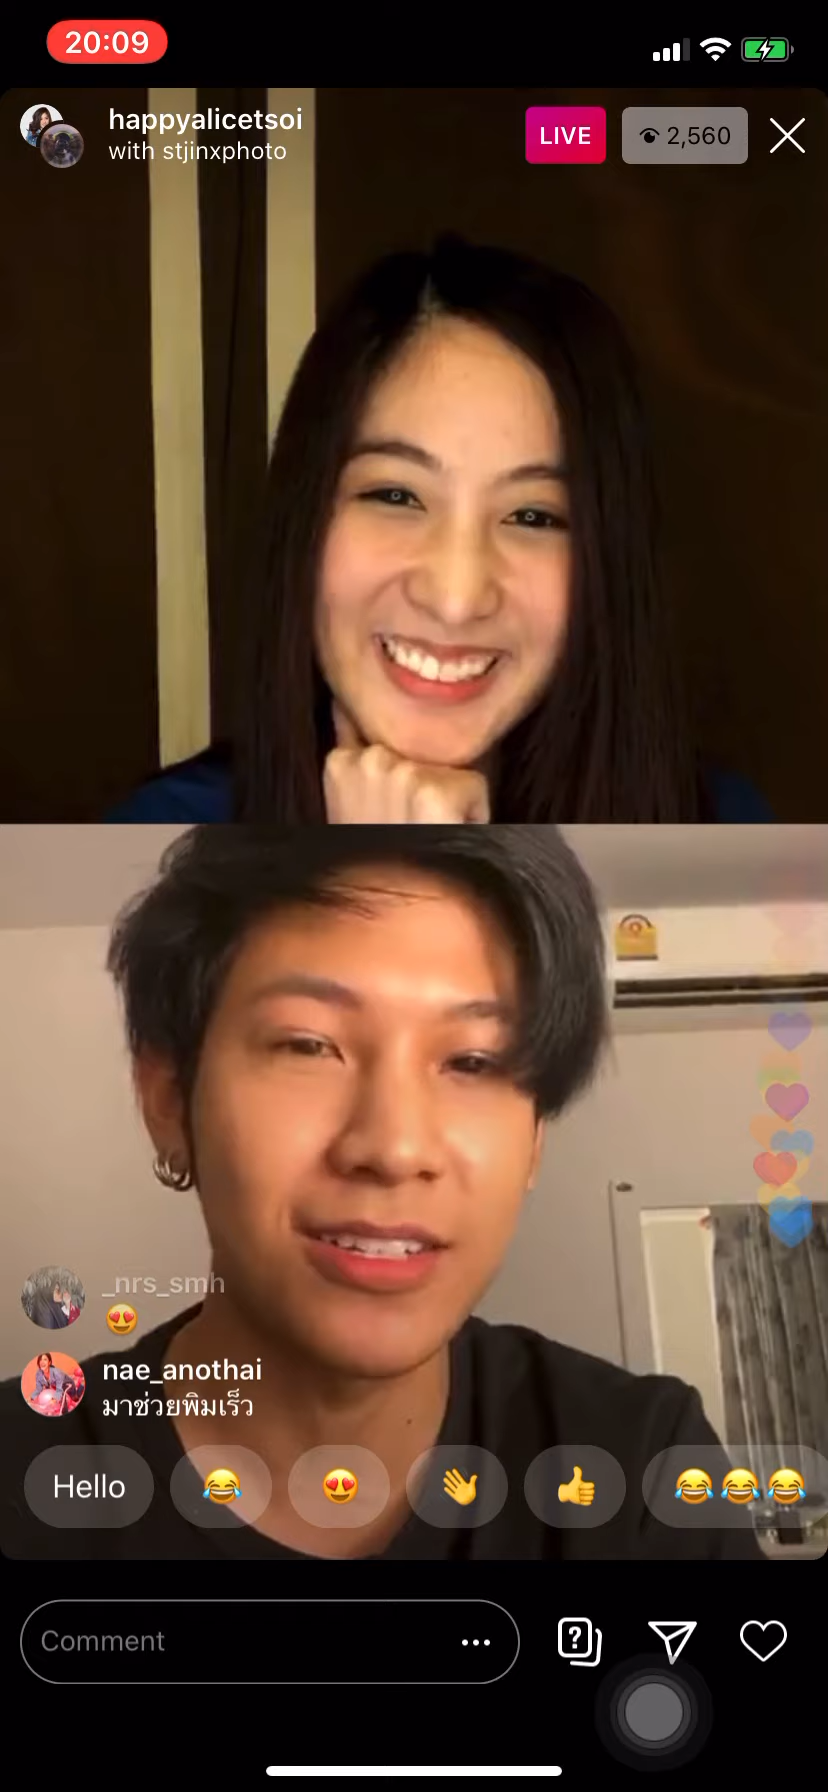 20:09
happyalicetsoi
with stjinxphoto
LIVE
2,560
_nrs_smh
😍
nae_anothai
มาช่วยพิมเร็ว
Hello 😂 😍 👋 👍 😂😂😂
Comment